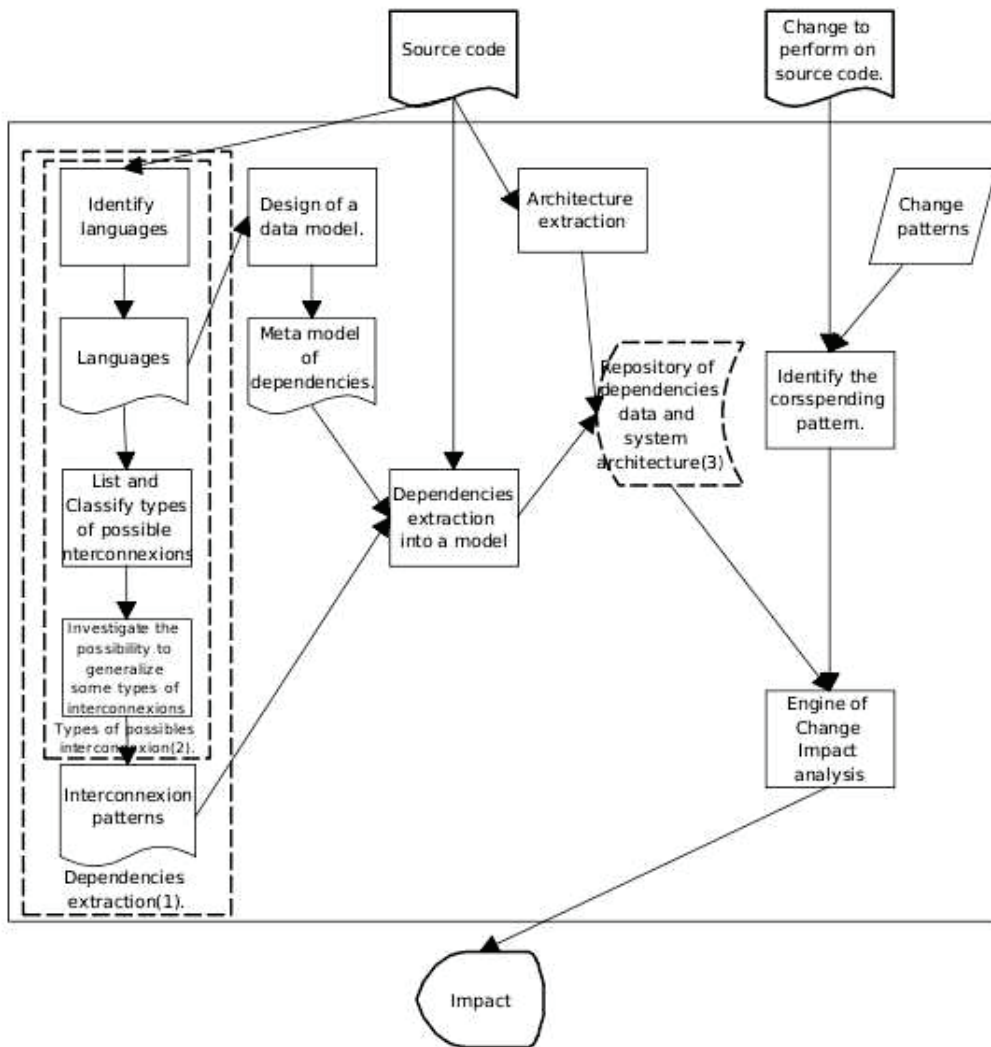 Source code
Change to
perform on
source code.
Identify
languages
Design of a
data model.
Architecture
extraction
Change
patterns
Languages
Meta model
of
dependencies.
Repository of
dependencies
data and
system
architecture(3)
Identify the
corsspending
pattern.
List and
Classify types
of possible
nterconnexions
Dependencies
extraction
into a model
Investigate the
possibility to
generalize
some types of
interconnexions
Types of possibles
interconnexion(2).
Engine of
Change
Impact
analysis
Interconnexion
patterns
Dependencies
extraction(1).
Impact